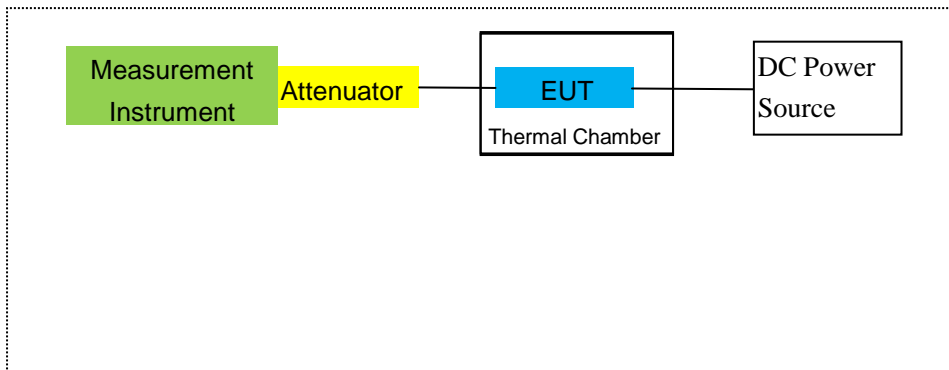 Measurement
Instrument
Attenuator
EUT
Thermal Chamber
DC Power
Source